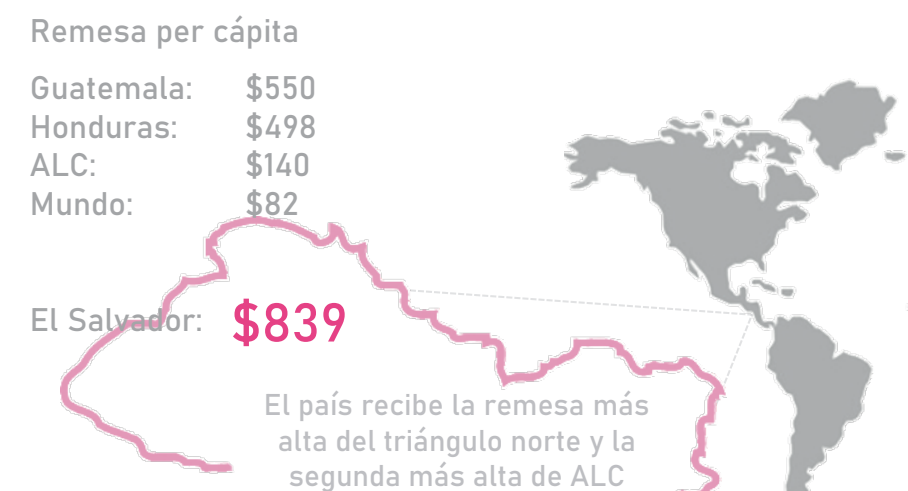 Remesa per cápita
Guatemala: $550
Honduras: $498
ALC: $140
Mundo: $82
El Salvador: $839
El país recibe la remesa más
alta del triángulo norte y la
segunda más alta de ALC